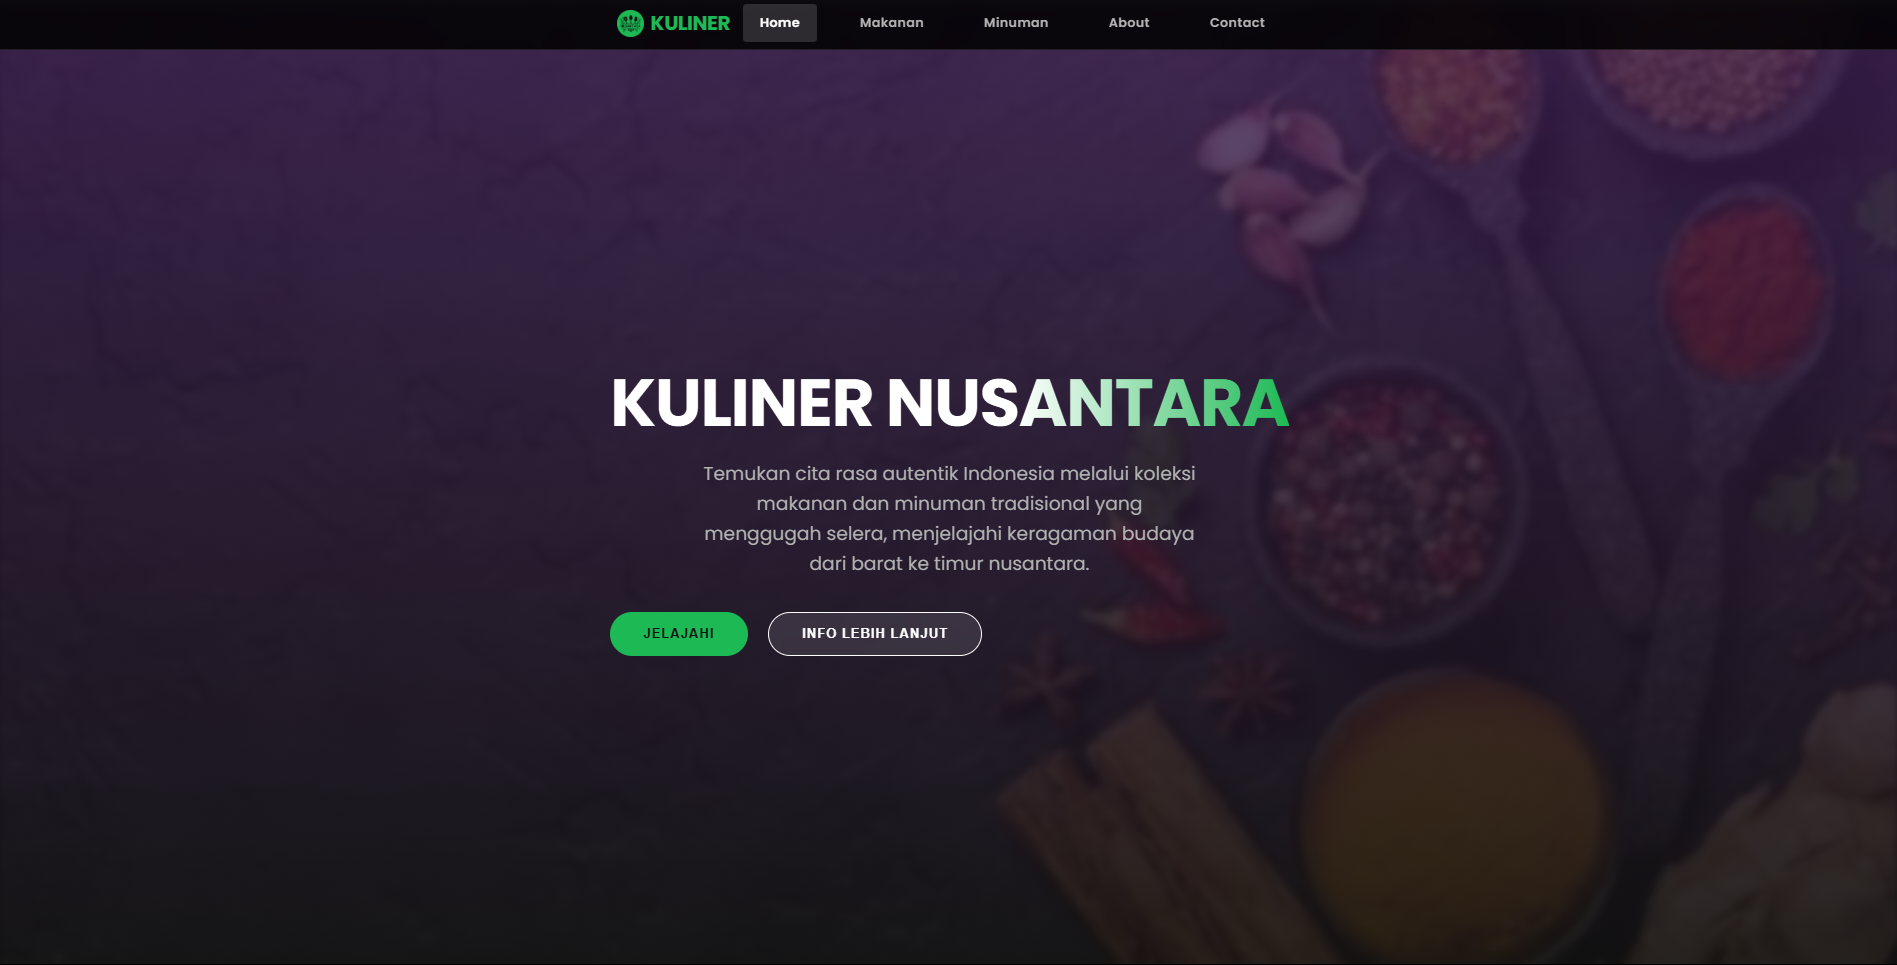 KULINER
Home
Makanan
Minuman
About
Contact
KULINER NUSANTARA
Temukan cita rasa autentik Indonesia melalui koleksi
makanan dan minuman tradisional yang
menggugah selera, menjelajahi keragaman budaya
dari barat ke timur nusantara.
JELAJAHI
INFO LEBIH LANJUT